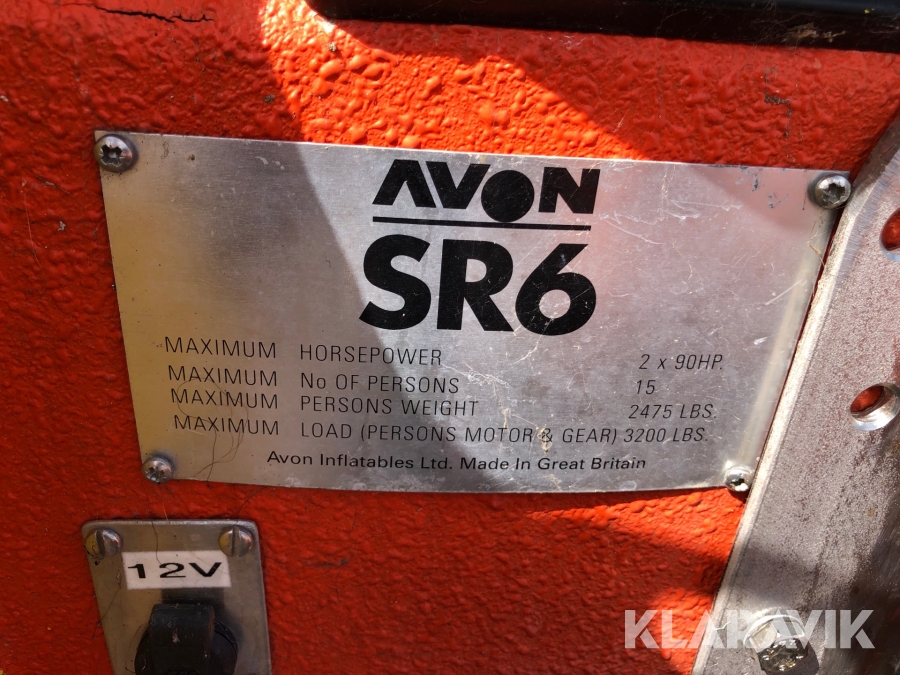 AVON
SR6
MAXIMUM HORSEPOWER 2 x 90HP.
MAXIMUM No OF PERSONS 15
MAXIMUM PERSONS WEIGHT 2475 LBS.
MAXIMUM LOAD (PERSONS MOTOR & GEAR) 3200 LBS.
Avon Inflatables Ltd. Made In Great Britain
12V
KLARAVIK